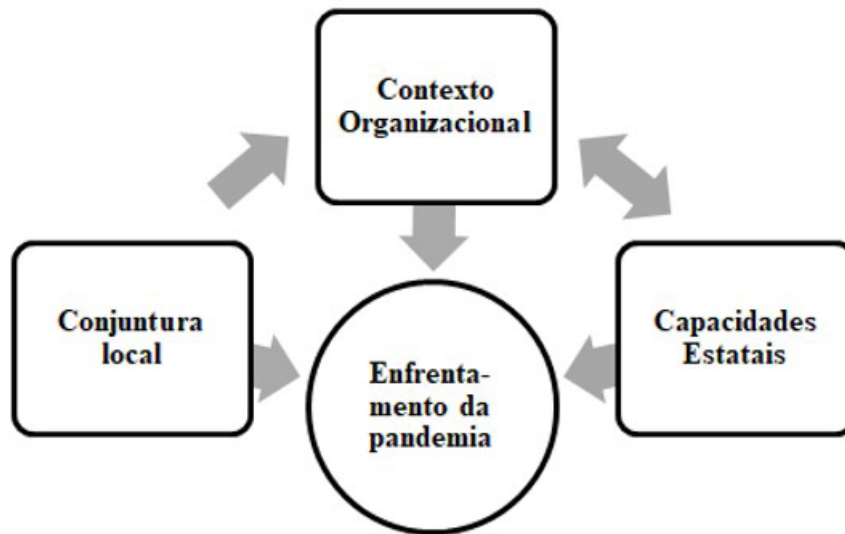 Contexto
Organizacional
Conjuntura
local
Capacidades
Estatais
Enfrenta-
mento da
pandemia